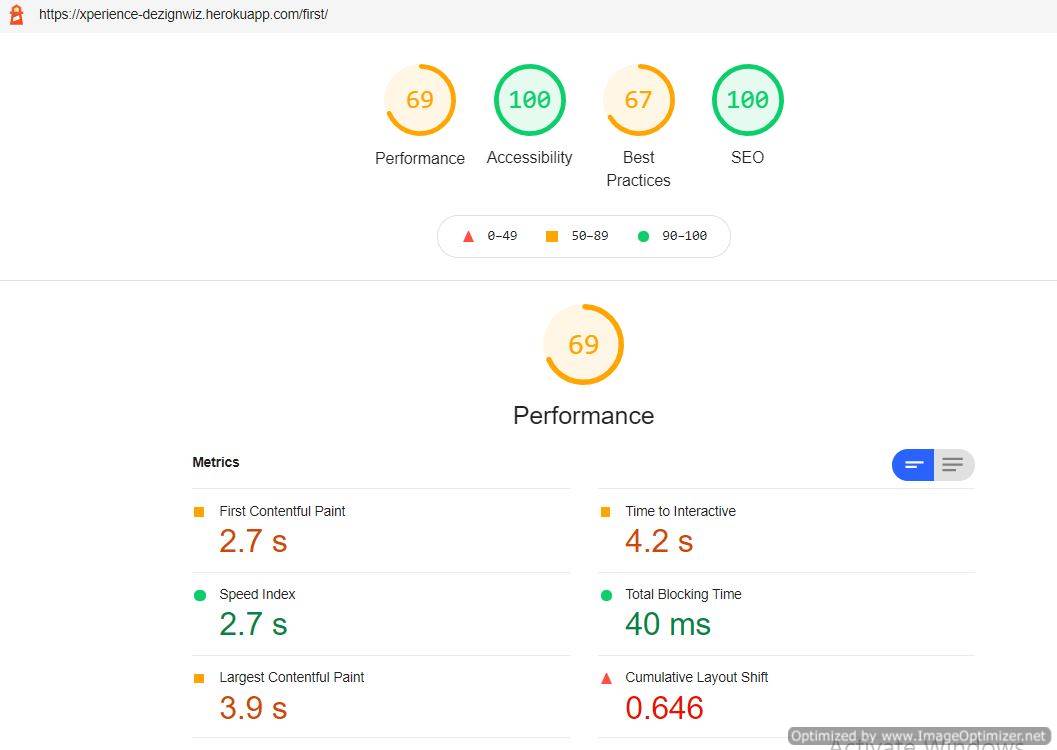 https://xperience-dezignwiz.herokuapp.com/first/
69 100 67 100
Performance Accessibility Best Practices SEO
0–49 50–89 90–100
69
Performance
Metrics
First Contentful Paint
2.7 s
Time to Interactive
4.2 s
Speed Index
2.7 s
Total Blocking Time
40 ms
Largest Contentful Paint
3.9 s
Cumulative Layout Shift
0.646
Optimized by www.ImageOptimizer.net
Activate Windows